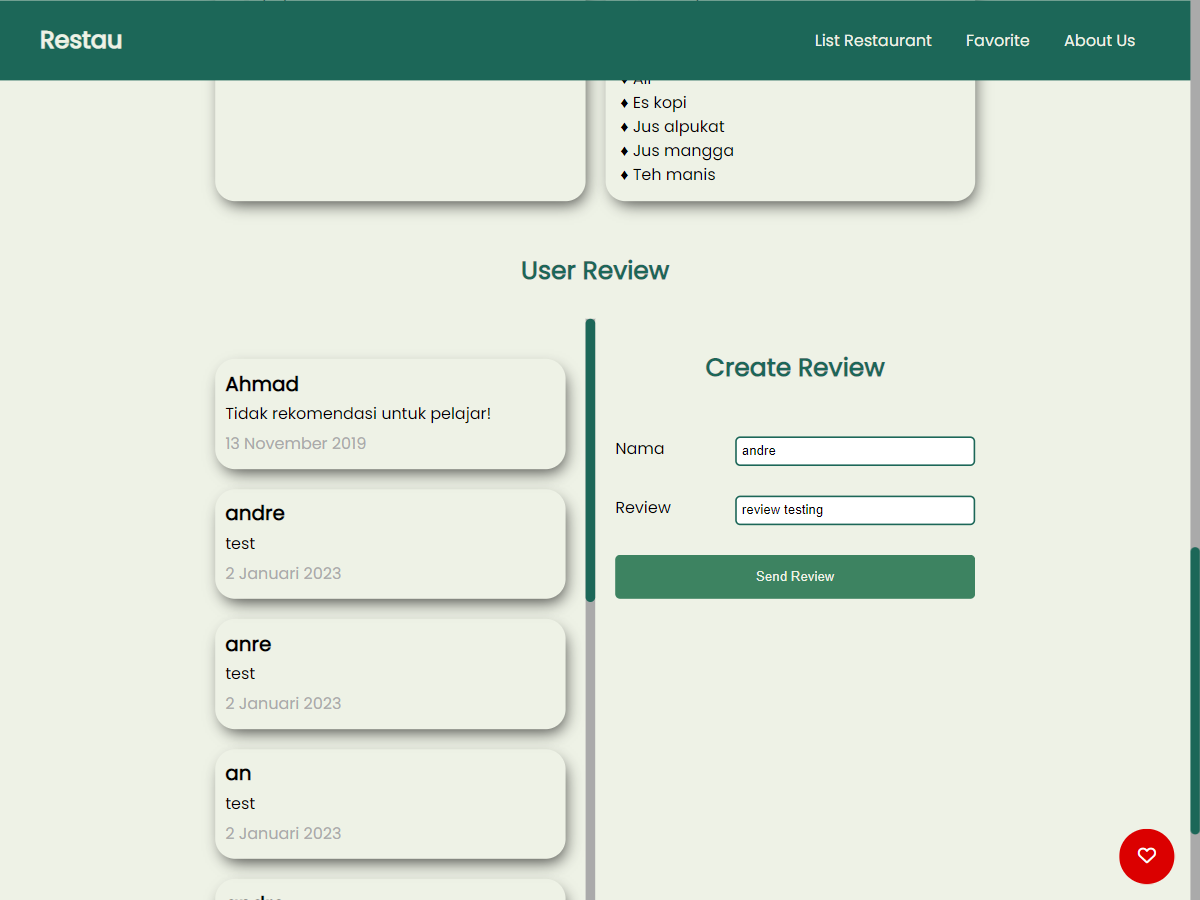 Restau
List Restaurant
Favorite
About Us
♦ Es kopi
♦ Jus alpukat
♦ Jus mangga
♦ Teh manis
User Review
Ahmad
Tidak rekomendasi untuk pelajar!
13 November 2019
andre
test
2 Januari 2023
anre
test
2 Januari 2023
an
test
2 Januari 2023
Create Review
Nama
andre
Review
review testing
Send Review